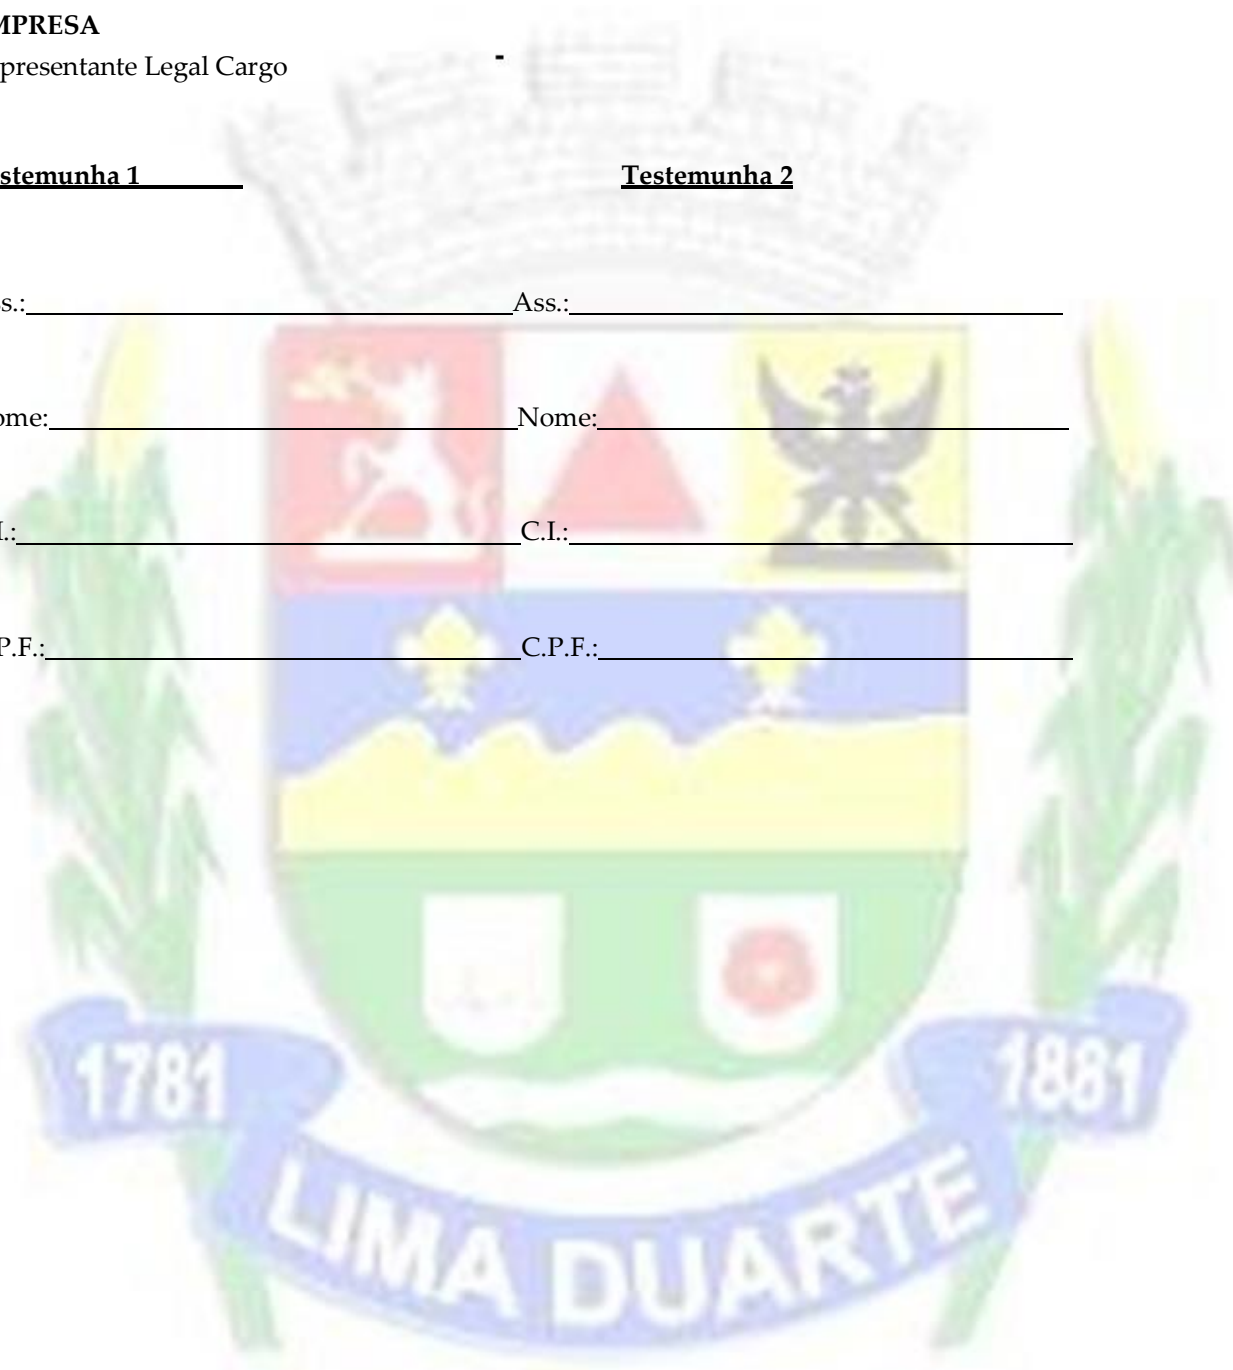 MPRESA
presentante Legal Cargo -
stemunha 1 Testemunha 2
s.: Ass.:
ome: Nome:
I.: C.I.:
P.F.: C.P.F.:
1781 1881
LIMA DUARTE